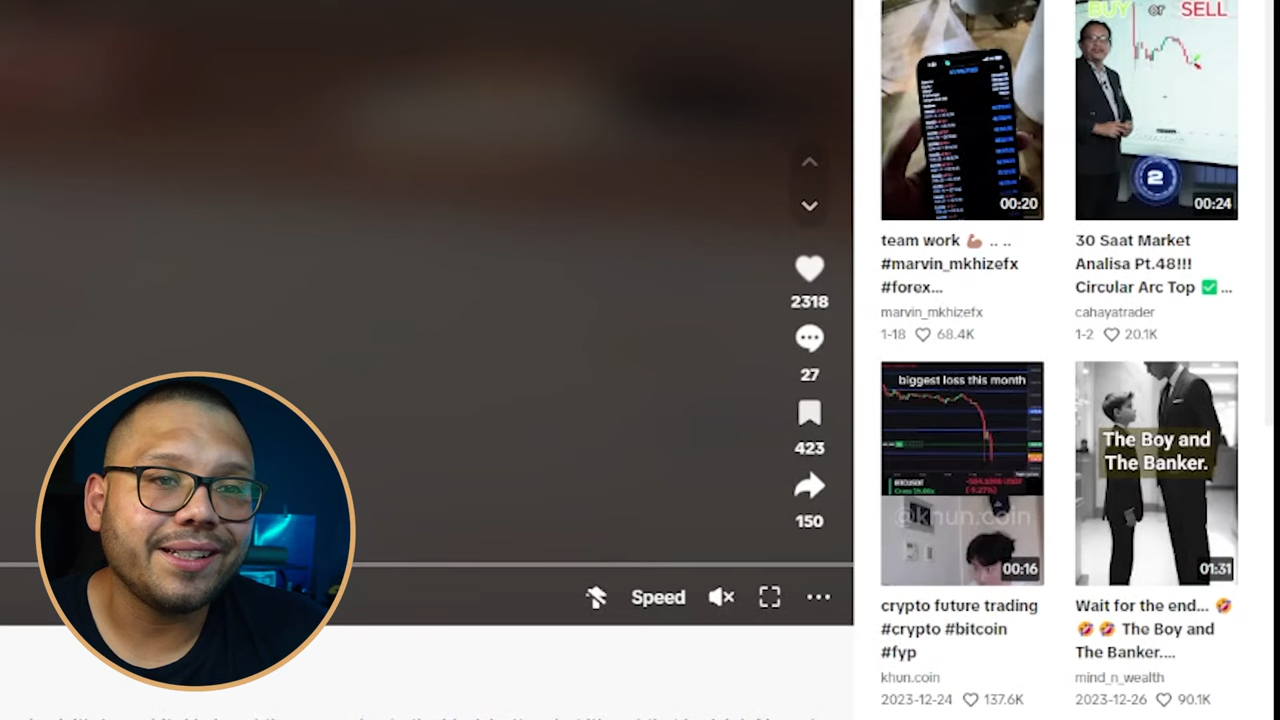 2318
27
423
150
Speed
00:20
team work 💪🏽 .. ..
#marvin_mkhizefx
#forex...
marvin_mkhizefx
1-18 68.4K
BUY or SELL
2
00:24
30 Saat Market
Analisa Pt.48!!!
Circular Arc Top ✅ ...
cahayatrader
1-2 20.1K
biggest loss this month
@khun.coin
00:16
crypto future trading
#crypto #bitcoin
#fyp
khun.coin
2023-12-24 137.6K
The Boy and
The Banker.
01:31
Wait for the end... 🤣
🤣 🤣 The Boy and
The Banker....
mind_n_wealth
2023-12-26 90.1K